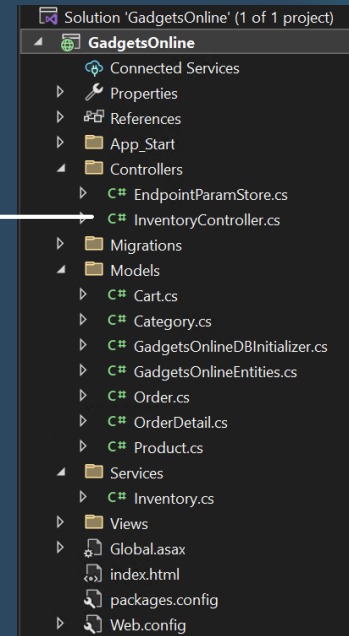 Solution 'GadgetsOnline' (1 of 1 project)
GadgetsOnline
Connected Services
Properties
References
App_Start
Controllers
C# EndpointParamStore.cs
C# InventoryController.cs
Migrations
Models
C# Cart.cs
C# Category.cs
C# GadgetsOnlineDBInitializer.cs
C# GadgetsOnlineEntities.cs
C# Order.cs
C# OrderDetail.cs
C# Product.cs
Services
C# Inventory.cs
Views
Global.asax
index.html
packages.config
Web.config